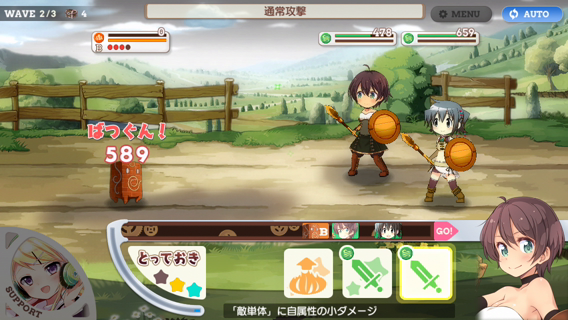 WAVE 2/3 4
通常攻撃
MENU
AUTO
0
B
478
659
ばつぐん!
589
B
GO!
とっておき
SUPPORT
「敵単体」に自属性の小ダメージ